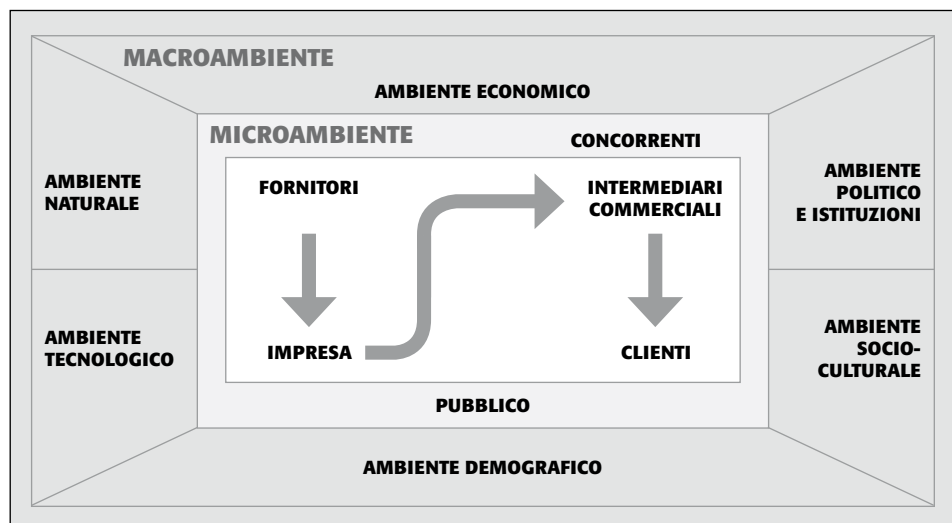 MACROAMBIENTE
AMBIENTE ECONOMICO
MICROAMBIENTE
CONCORRENTI
AMBIENTE
NATURALE
FORNITORI
INTERMEDIARI
COMMERCIALI
AMBIENTE
POLITICO
E ISTITUZIONI
AMBIENTE
TECNOLOGICO
IMPRESA
CLIENTI
AMBIENTE
SOCIO-
CULTURALE
PUBBLICO
AMBIENTE DEMOGRAFICO